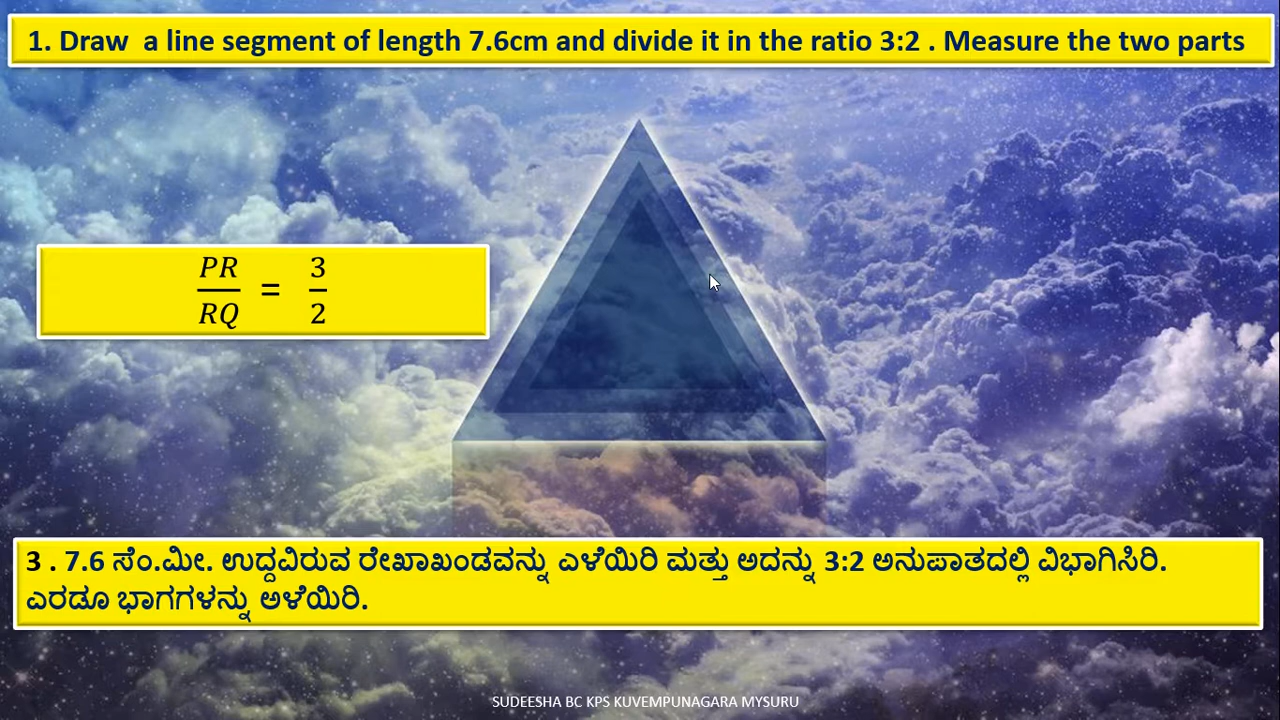 1. Draw a line segment of length 7.6cm and divide it in the ratio 3:2 . Measure the two parts
PR/RQ = 3/2
3 . 7.6 ಸೆಂ.ಮೀ. ಉದ್ದವಿರುವ ರೇಖಾಖಂಡವನ್ನು ಎಳೆಯಿರಿ ಮತ್ತು ಅದನ್ನು 3:2 ಅನುಪಾತದಲ್ಲಿ ವಿಭಾಗಿಸಿರಿ.
ಎರಡೂ ಭಾಗಗಳನ್ನು ಅಳೆಯಿರಿ.
SUDEESHA BC KPS KUVEMPUNAGARA MYSURU